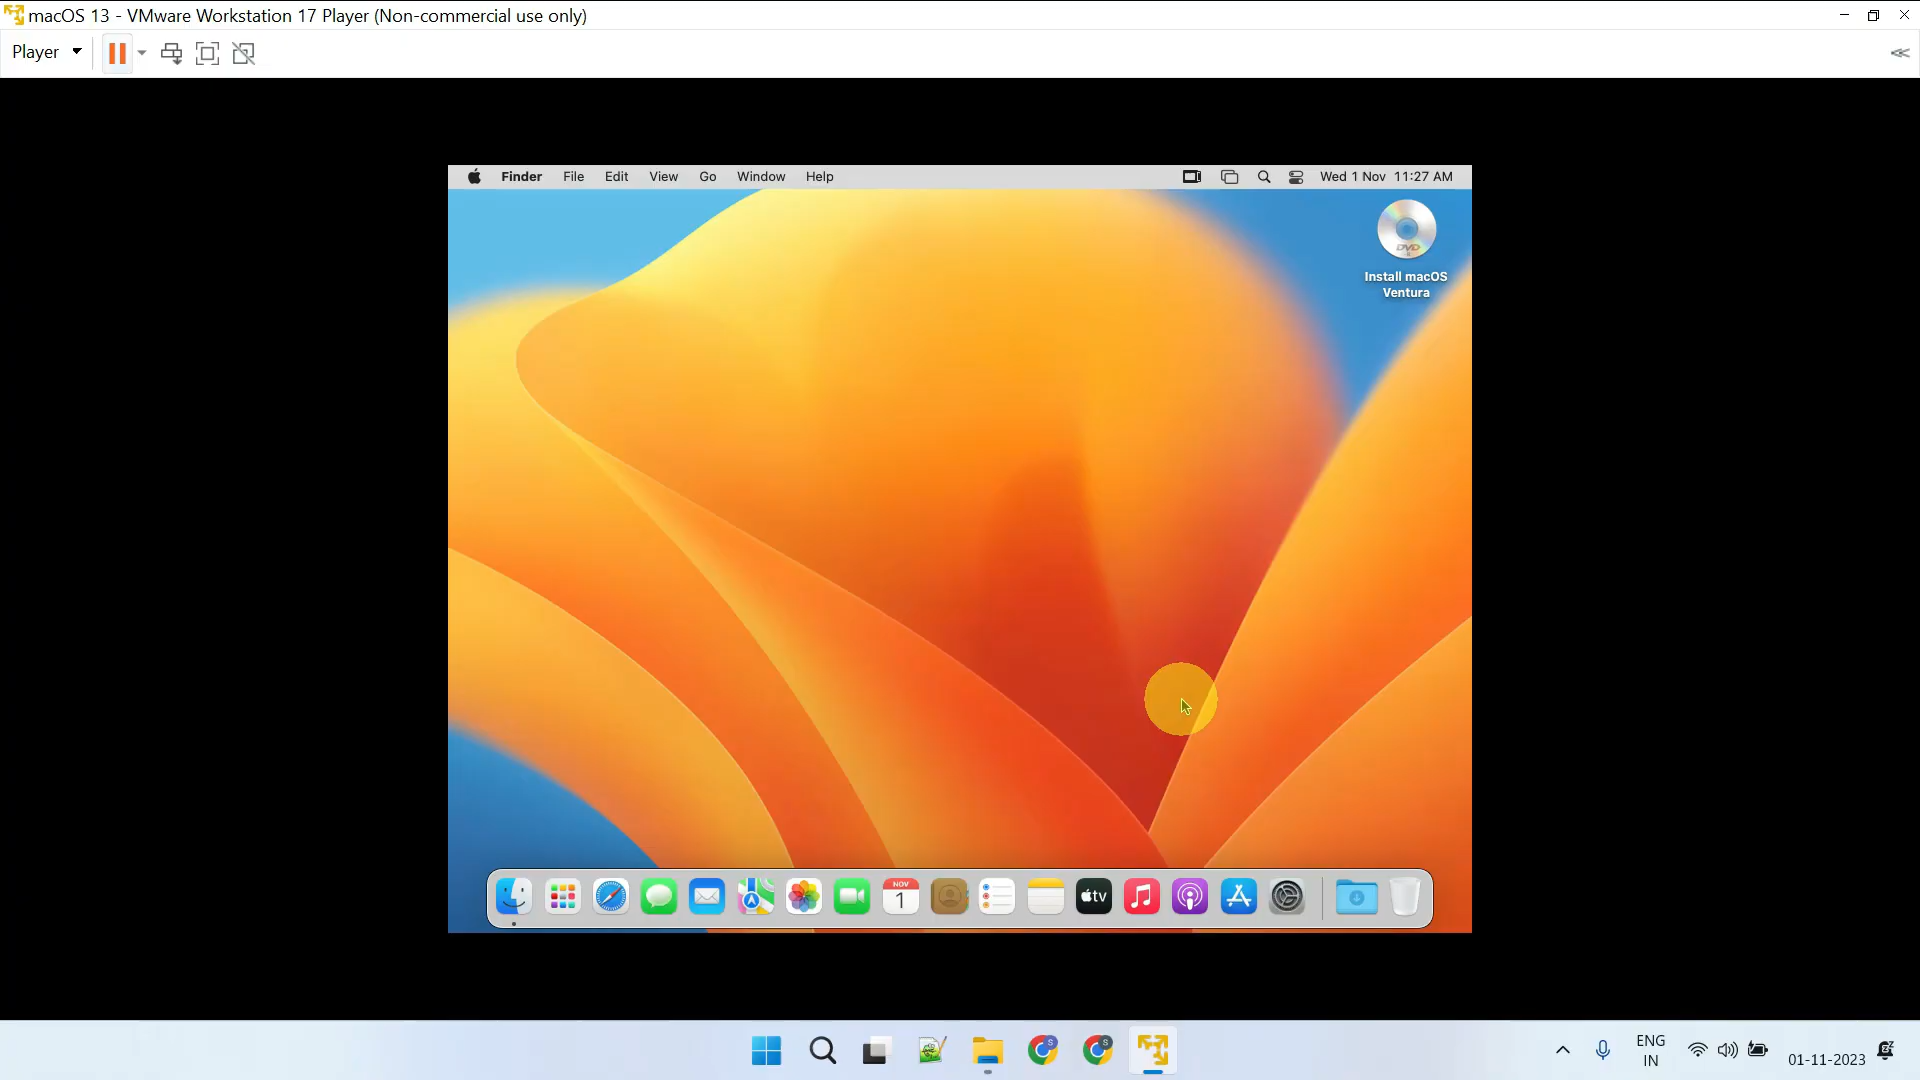 macOS 13 - VMware Workstation 17 Player (Non-commercial use only)
Player
Finder File Edit View Go Window Help Wed 1 Nov 11:27 AM
DVD
Install macOS
Ventura
NOV
1
tv
S
S
ENG
IN
01-11-2023